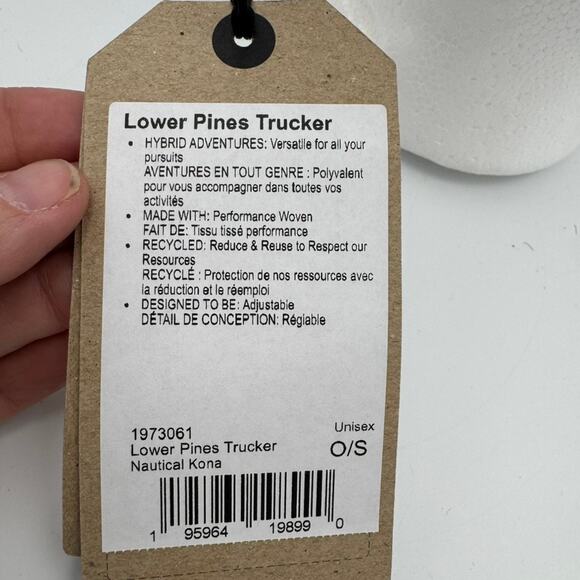 Lower Pines Trucker
• HYBRID ADVENTURES: Versatile for all your
pursuits
AVENTURES EN TOUT GENRE : Polyvalent
pour vous accompagner dans toutes vos
activités
• MADE WITH: Performance Woven
FAIT DE: Tissu tissé performance
• RECYCLED: Reduce & Reuse to Respect our
Resources
RECYCLÉ : Protection de nos ressources avec
la réduction et le réemploi
• DESIGNED TO BE: Adjustable
DÉTAIL DE CONCEPTION: Réglable
Unisex
1973061
Lower Pines Trucker O/S
Nautical Kona
1 95964 19899 0